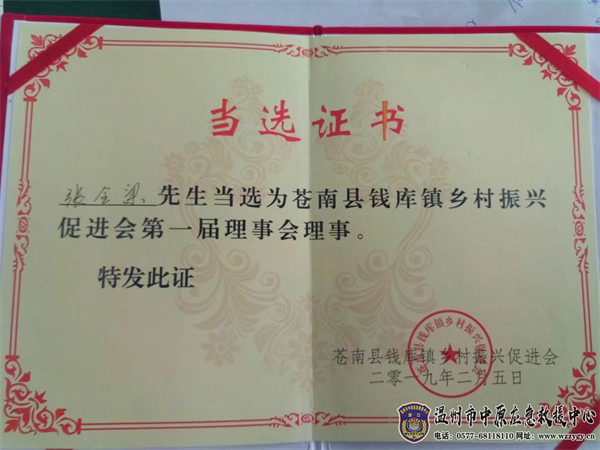 当选证书
张全梁 先生当选为苍南县钱库镇乡村振兴
促进会第一届理事会理事。
特发此证
苍南县钱库镇乡村振兴促进会
二零一九年二月五日
温州市中原应急救援中心
电话：0577-68118110 网址：www.wzzygy.cn